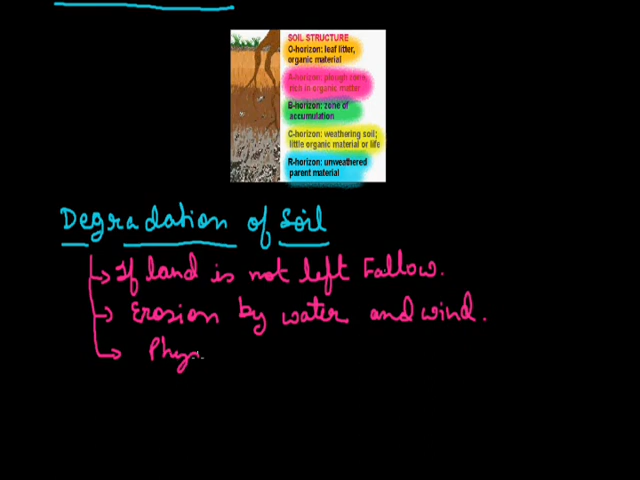 SOIL STRUCTURE
O-horizon: leaf litter,
organic material
A-horizon: plough zone,
rich in organic matter
B-horizon: zone of
accumulation
C-horizon: weathering soil;
little organic material or life
R-horizon: unweathered
parent material
Degradation of Soil
If land is not left Fallow.
Erosion by water and wind.
Phys